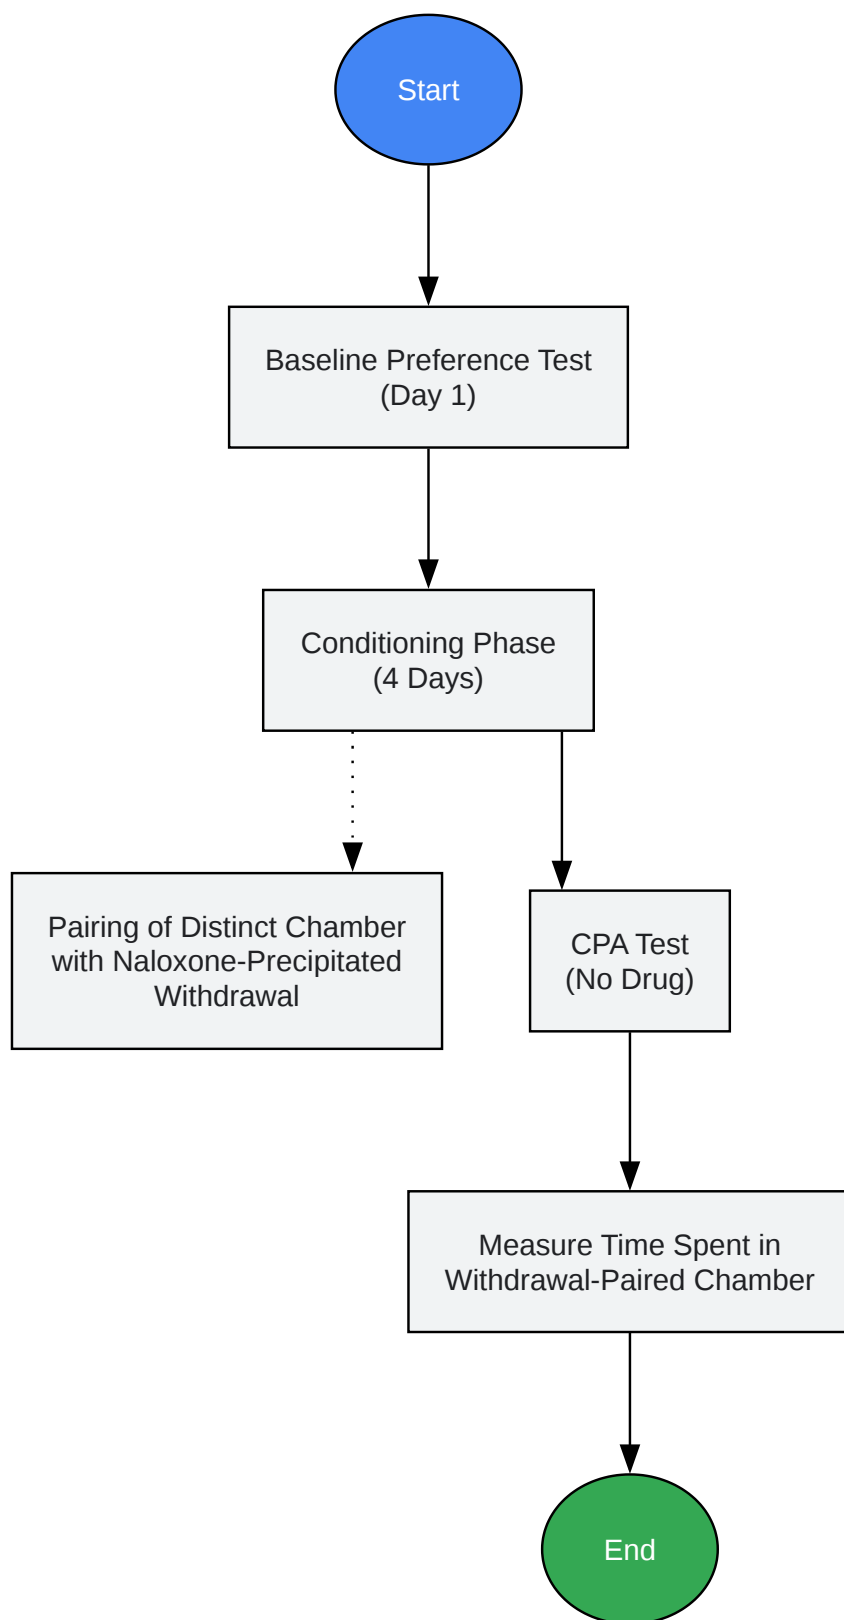 Start
Baseline Preference Test
(Day 1)
Conditioning Phase
(4 Days)
Pairing of Distinct Chamber
with Naloxone-Precipitated
Withdrawal
CPA Test
(No Drug)
Measure Time Spent in
Withdrawal-Paired Chamber
End